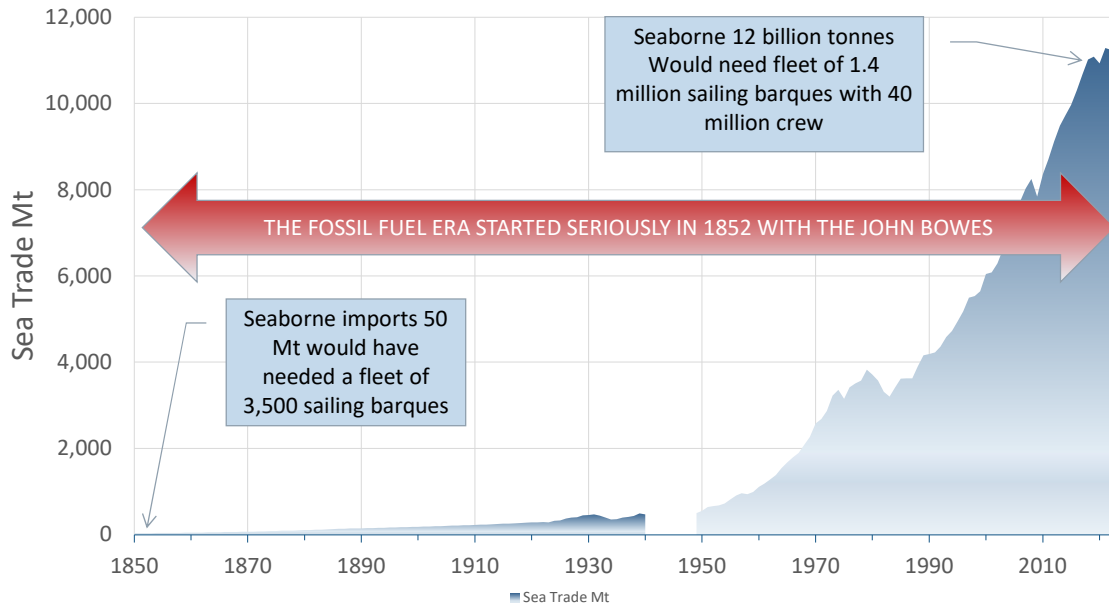 12,000
10,000
8,000
6,000
4,000
2,000
0
Sea Trade Mt
Seaborne 12 billion tonnes
Would need fleet of 1.4
million sailing barques with 40
million crew
THE FOSSIL FUEL ERA STARTED SERIOUSLY IN 1852 WITH THE JOHN BOWES
Seaborne imports 50
Mt would have
needed a fleet of
3,500 sailing barques
1850 1870 1890 1910 1930 1950 1970 1990 2010
Sea Trade Mt